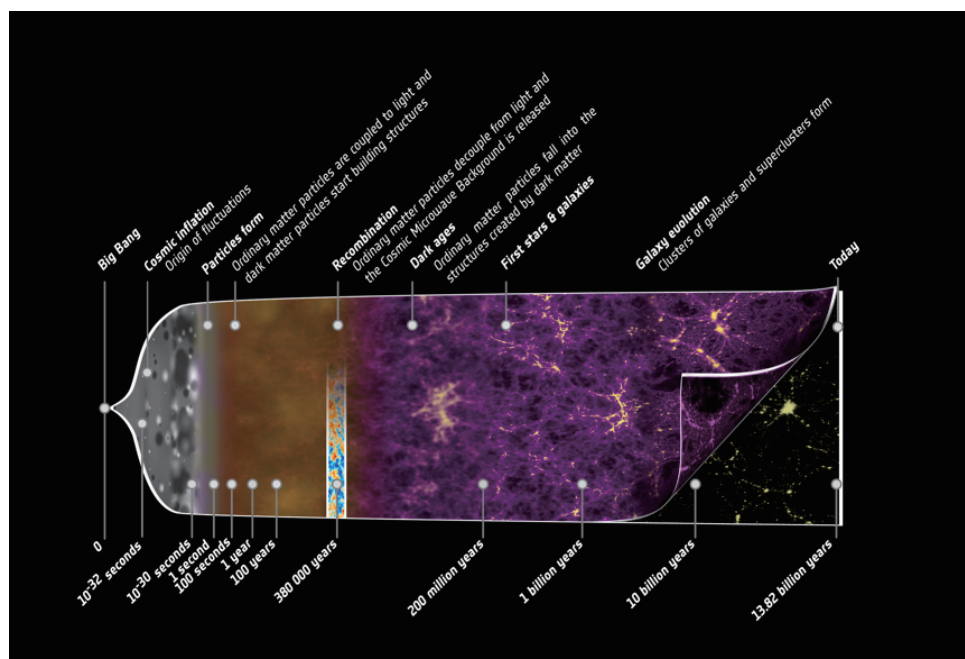 Big Bang
Cosmic inflation
Origin of fluctuations
Particles form
Ordinary matter particles are coupled to light and
dark matter particles start building structures
Recombination
Ordinary matter particles decouple from light and
the Cosmic Microwave Background is released
Dark ages
Ordinary matter particles fall into the
structures created by dark matter
First stars & galaxies
Galaxy evolution
Clusters of galaxies and superclusters form
Today
0
10-32 seconds
10-30 seconds
1 second
100 seconds
1 year
100 years
380 000 years
200 million years
1 billion years
10 billion years
13.82 billion years